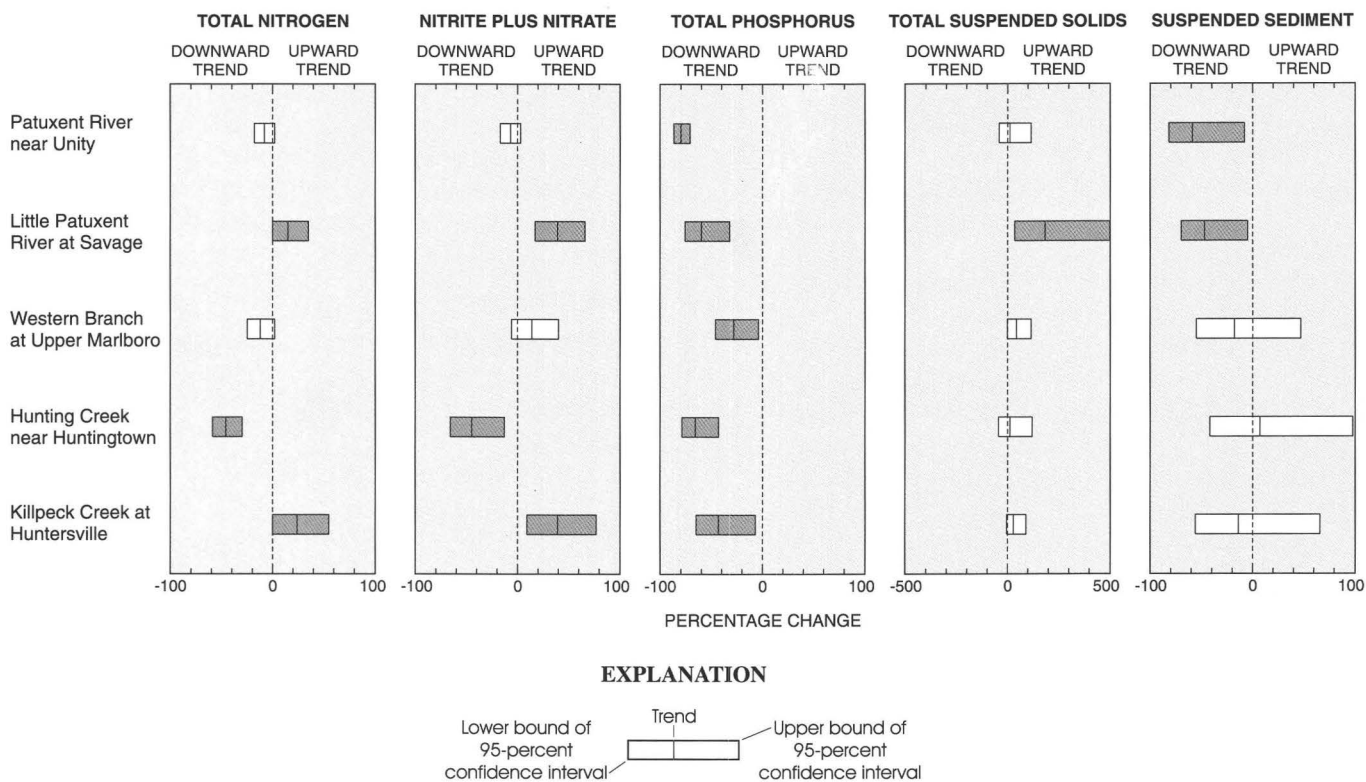 TOTAL NITROGEN
NITRITE PLUS NITRATE
TOTAL PHOSPHORUS
TOTAL SUSPENDED SOLIDS
SUSPENDED SEDIMENT
DOWNWARD TREND
UPWARD TREND
DOWNWARD TREND
UPWARD TREND
DOWNWARD TREND
UPWARD TREND
DOWNWARD TREND
UPWARD TREND
DOWNWARD TREND
UPWARD TREND
Patuxent River
near Unity
Little Patuxent
River at Savage
Western Branch
at Upper Marlboro
Hunting Creek
near Huntingtown
Killpeck Creek at
Huntersville
-100 0 100
-100 0 100
-100 0
-500 0 500
-100 0 100
PERCENTAGE CHANGE
EXPLANATION
Lower bound of
95-percent
confidence interval
Trend
Upper bound of
95-percent
confidence interval